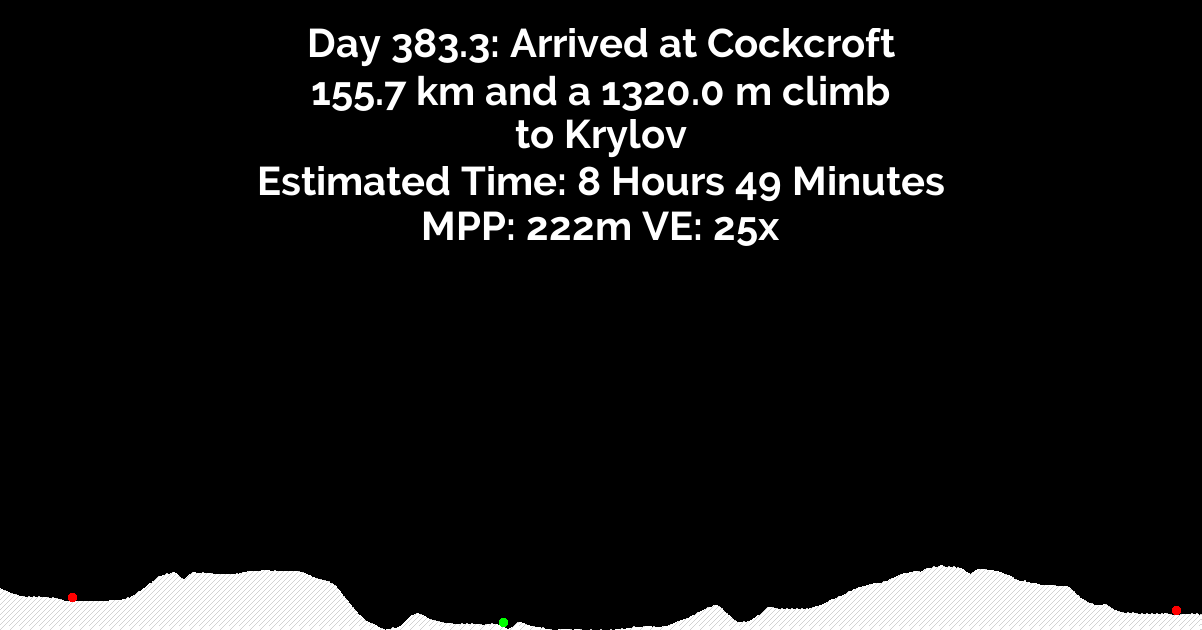 Day 383.3: Arrived at Cockcroft
155.7 km and a 1320.0 m climb
to Krylov
Estimated Time: 8 Hours 49 Minutes
MPP: 222m VE: 25x